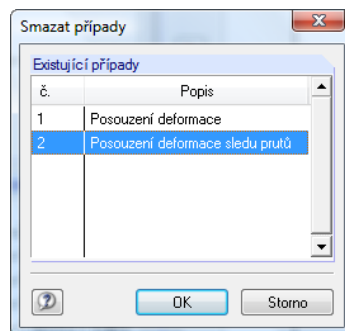 Smazat případy
Existující případy
č. Popis
1 Posouzení deformace
2 Posouzení deformace sledu prutů
OK Storno